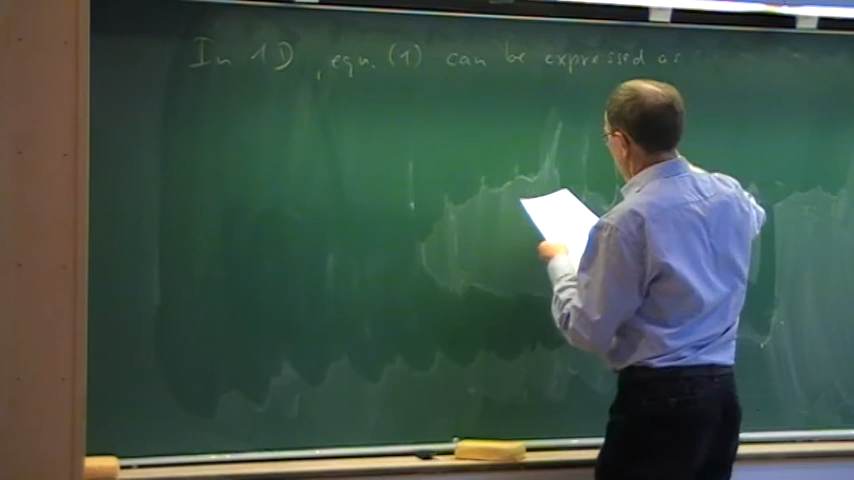 In 1D, eqn. (1) can be expressed as